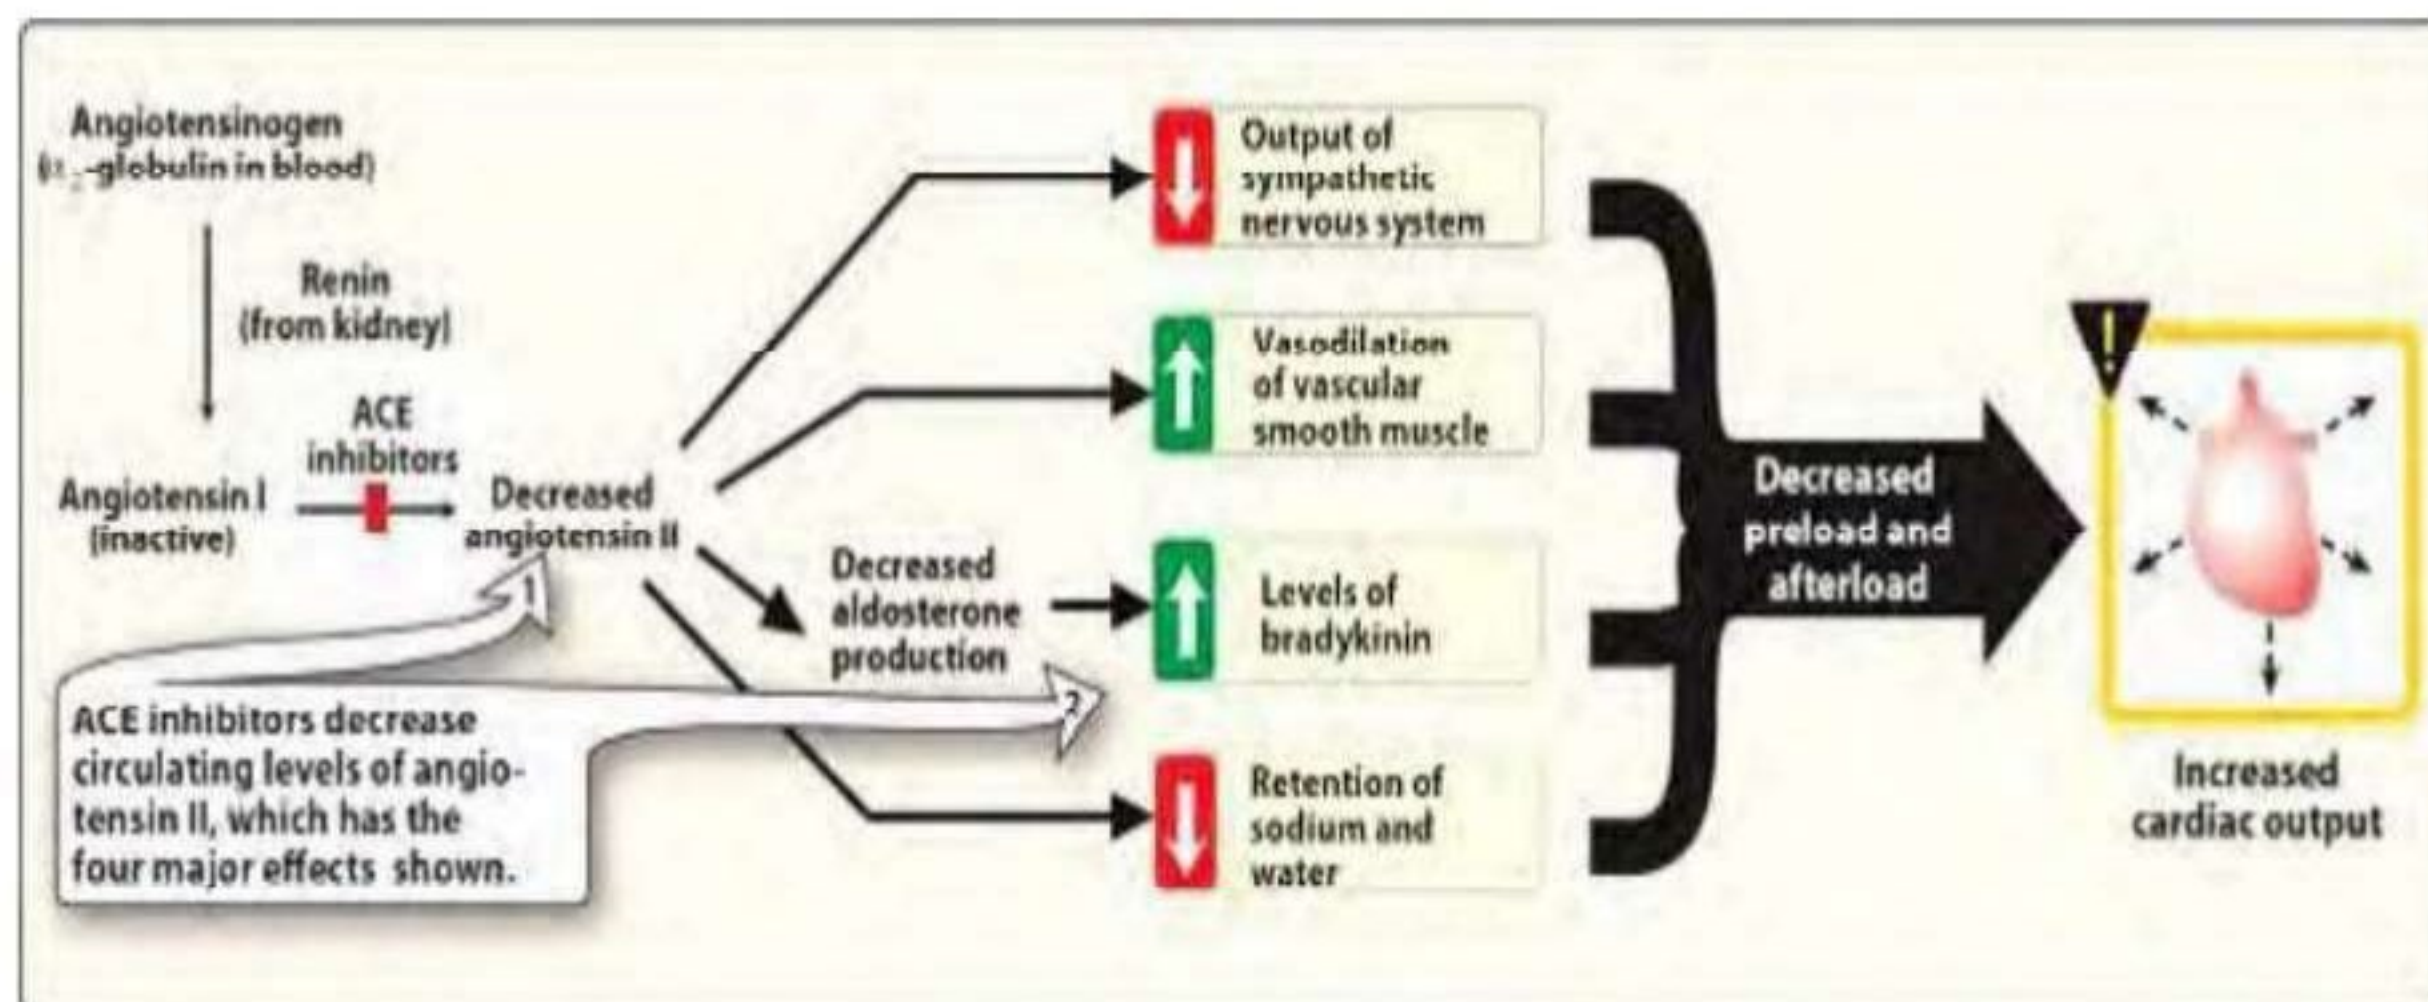 Angiotensinogen
(α₂-globulin in blood)
Renin
(from kidney)
ACE
inhibitors
Angiotensin I
(inactive)
Decreased
angiotensin II
1
Decreased
aldosterone
production
2
ACE inhibitors decrease
circulating levels of angio-
tensin II, which has the
four major effects shown.
Output of
sympathetic
nervous system
Vasodilation
of vascular
smooth muscle
Levels of
bradykinin
Retention of
sodium and
water
Decreased
preload and
afterload
!
Increased
cardiac output